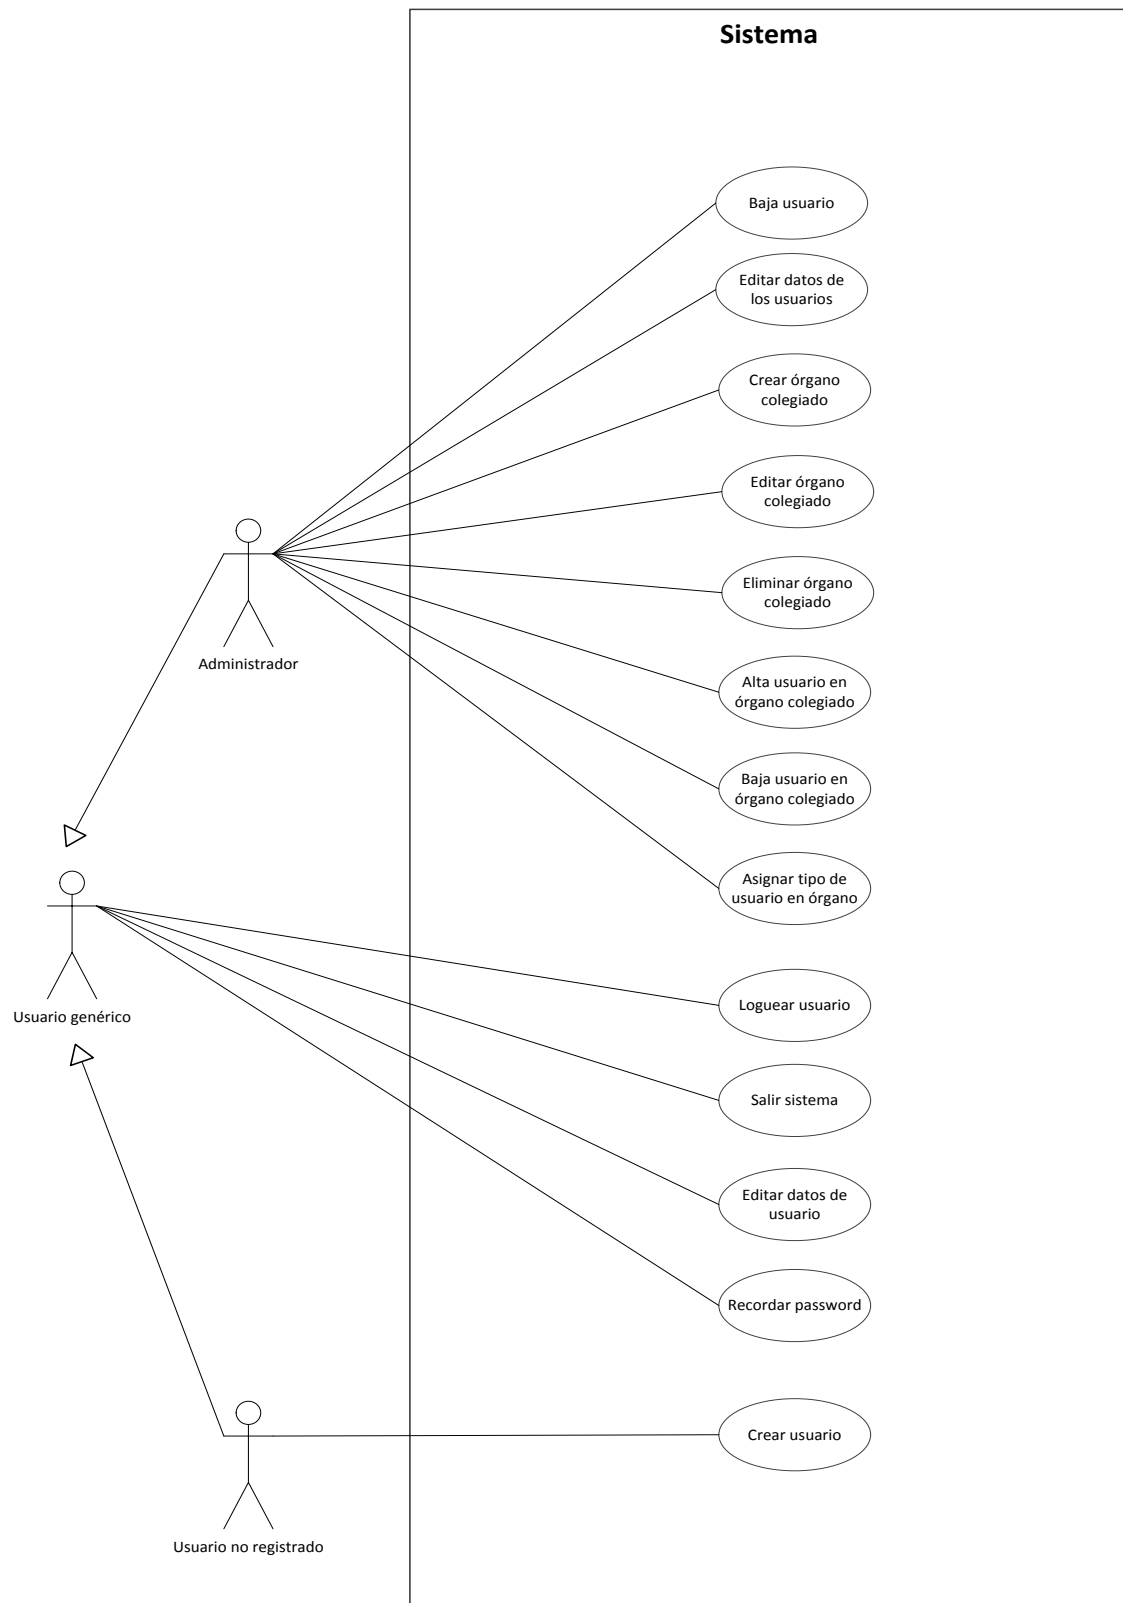 Sistema
Baja usuario
Editar datos de
los usuarios
Crear órgano
colegiado
Editar órgano
colegiado
Eliminar órgano
colegiado
Administrador
Alta usuario en
órgano colegiado
Baja usuario en
órgano colegiado
Asignar tipo de
usuario en órgano
Usuario genérico
Loguear usuario
Salir sistema
Editar datos de
usuario
Recordar password
Crear usuario
Usuario no registrado